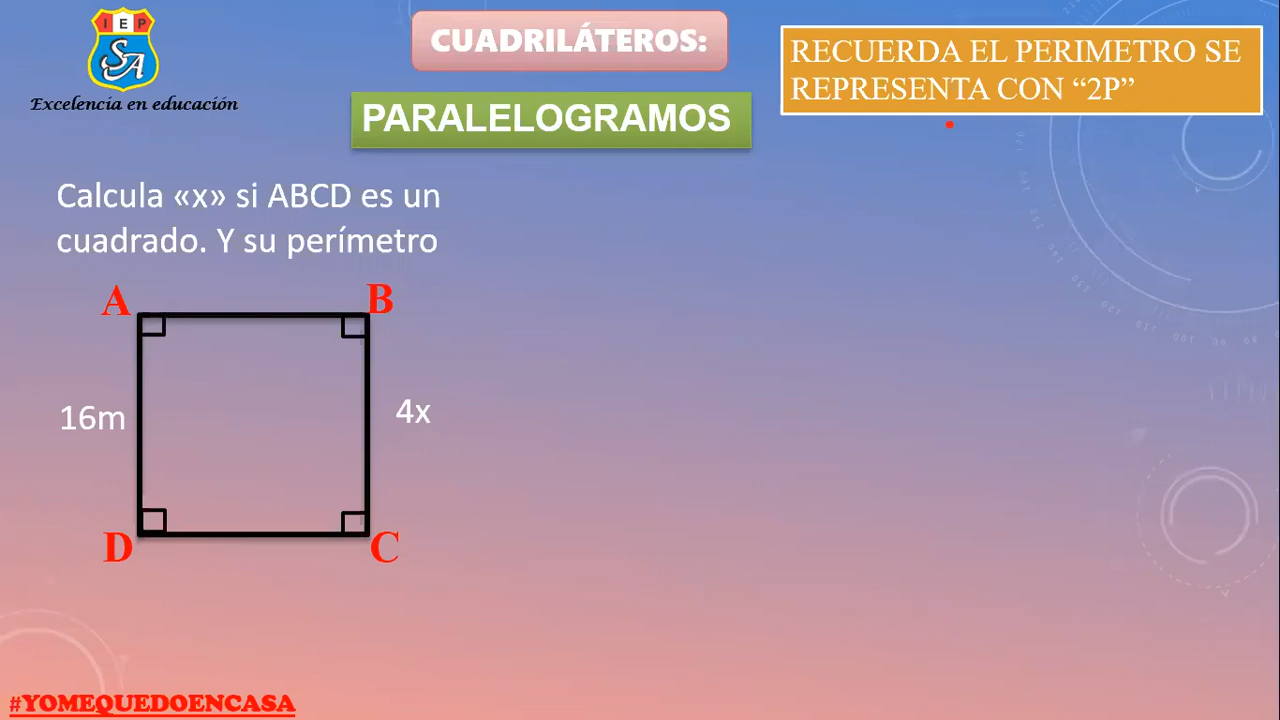 I E P
SA
Excelencia en educación
CUADRILÁTEROS:
PARALELOGRAMOS
RECUERDA EL PERIMETRO SE
REPRESENTA CON “2P”
Calcula «x» si ABCD es un
cuadrado. Y su perímetro
A
B
16m
4x
D
C
#YOMEQUEDOENCASA